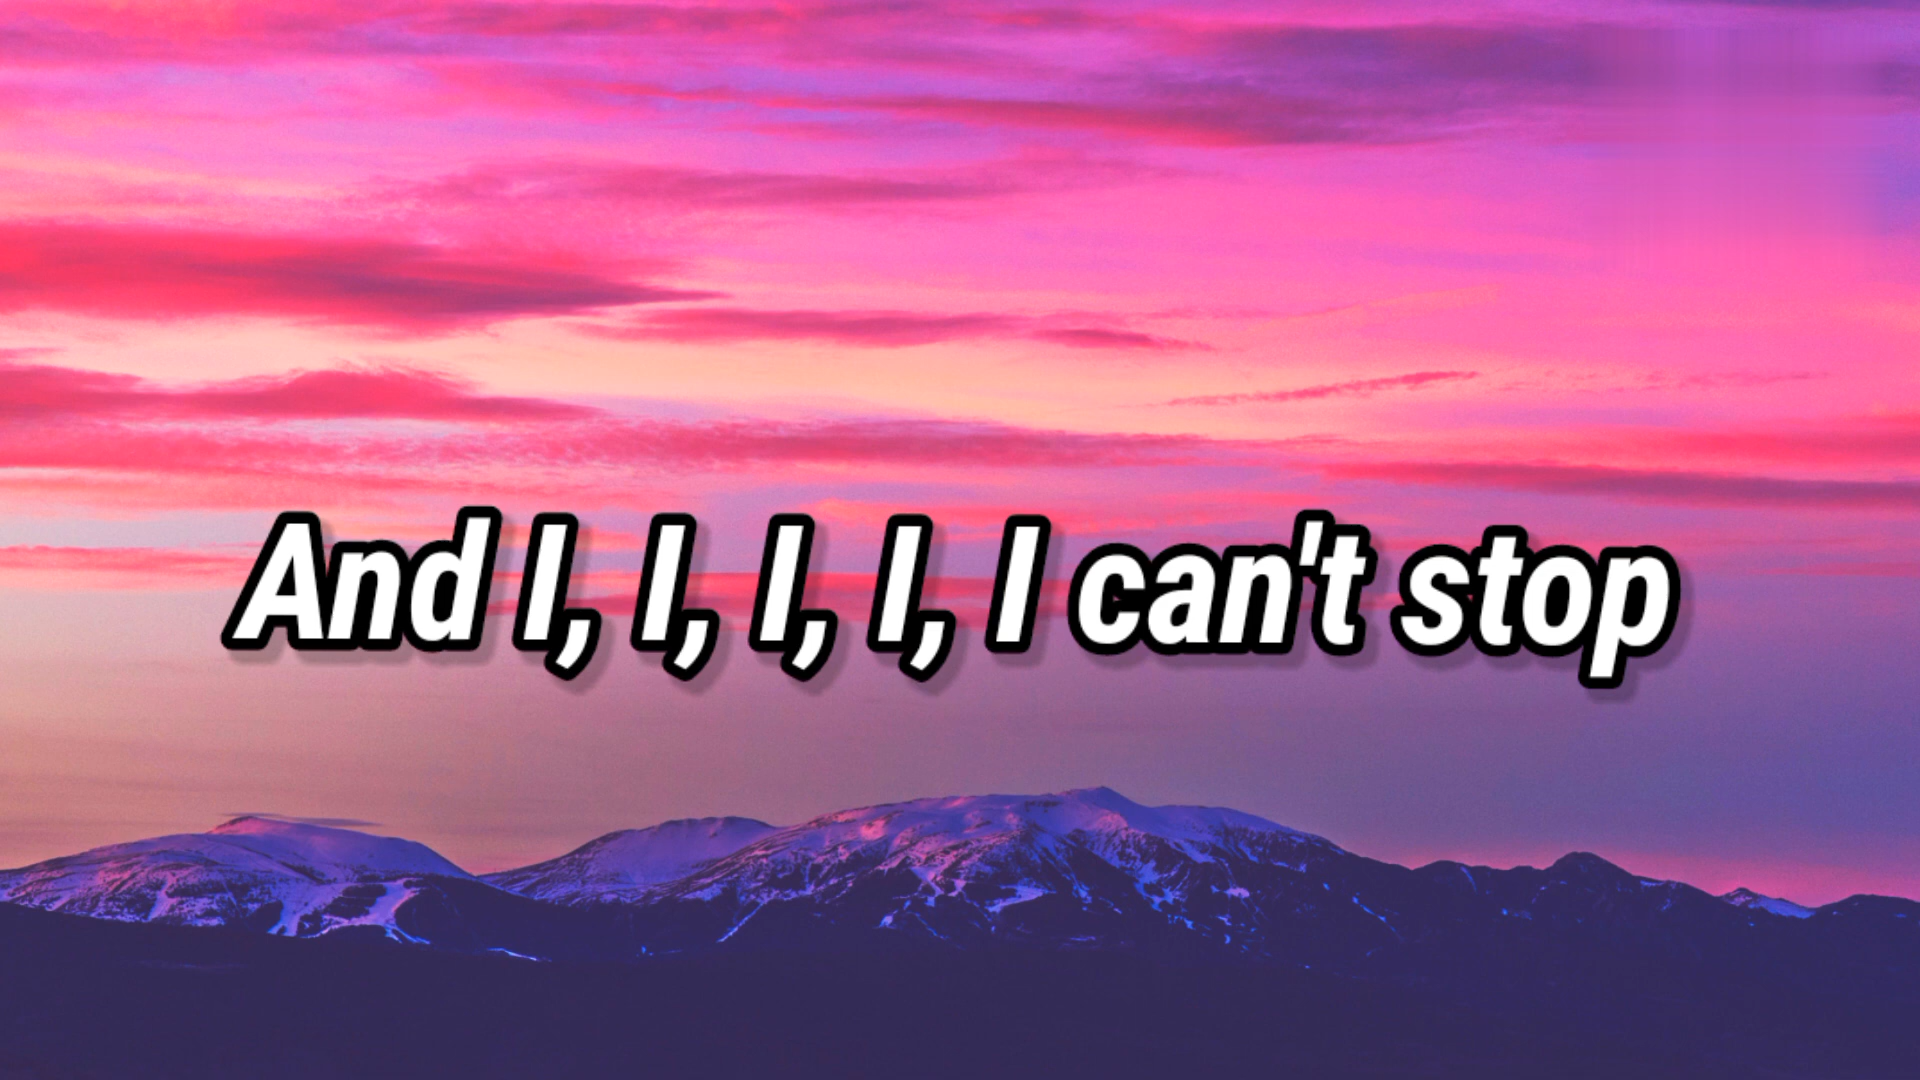 And I, I, I, I, I can't stop